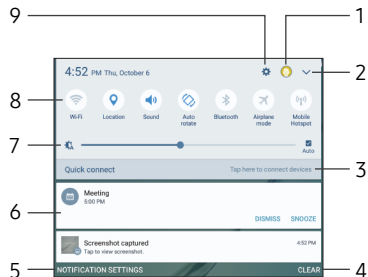 9
1
4:52 PM Thu, October 6
2
8
Wi-Fi Location Sound Auto rotate Bluetooth Airplane mode Mobile Hotspot
7
Auto
Quick connect Tap here to connect devices.
3
6
Meeting
5:00 PM
DISMISS SNOOZE
Screenshot captured 4:52 PM
Tap to view screenshot.
5
NOTIFICATION SETTINGS CLEAR
4